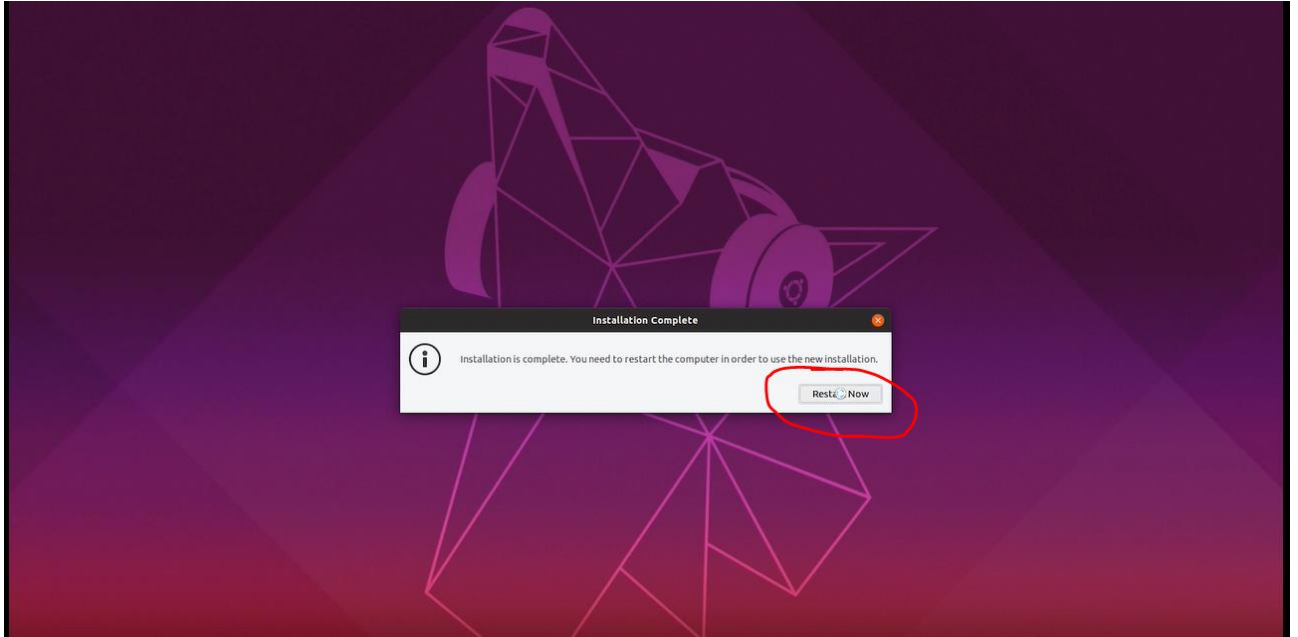 Installation Complete
Installation is complete. You need to restart the computer in order to use the new installation.
Restart Now